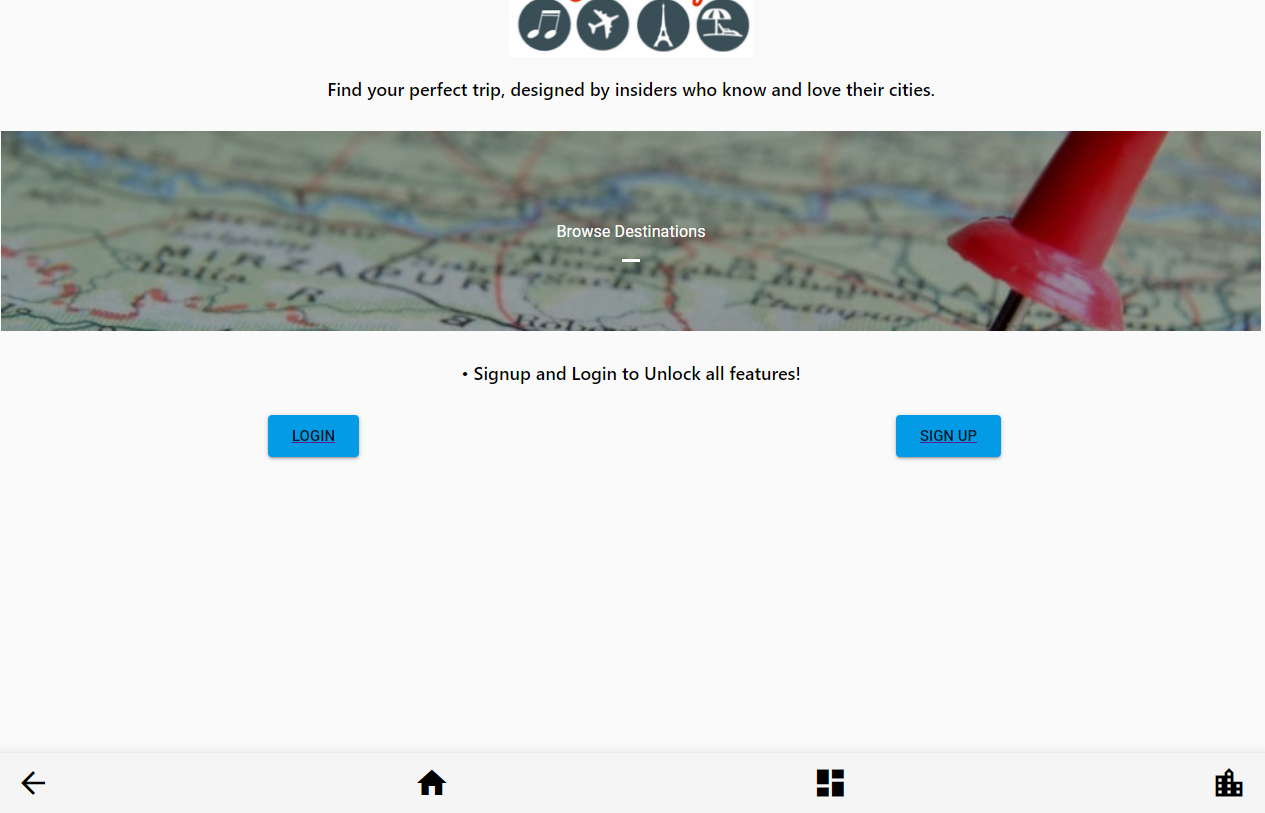 Find your perfect trip, designed by insiders who know and love their cities.
Browse Destinations
MIRZAPUR
• Signup and Login to Unlock all features!
LOGIN
SIGN UP